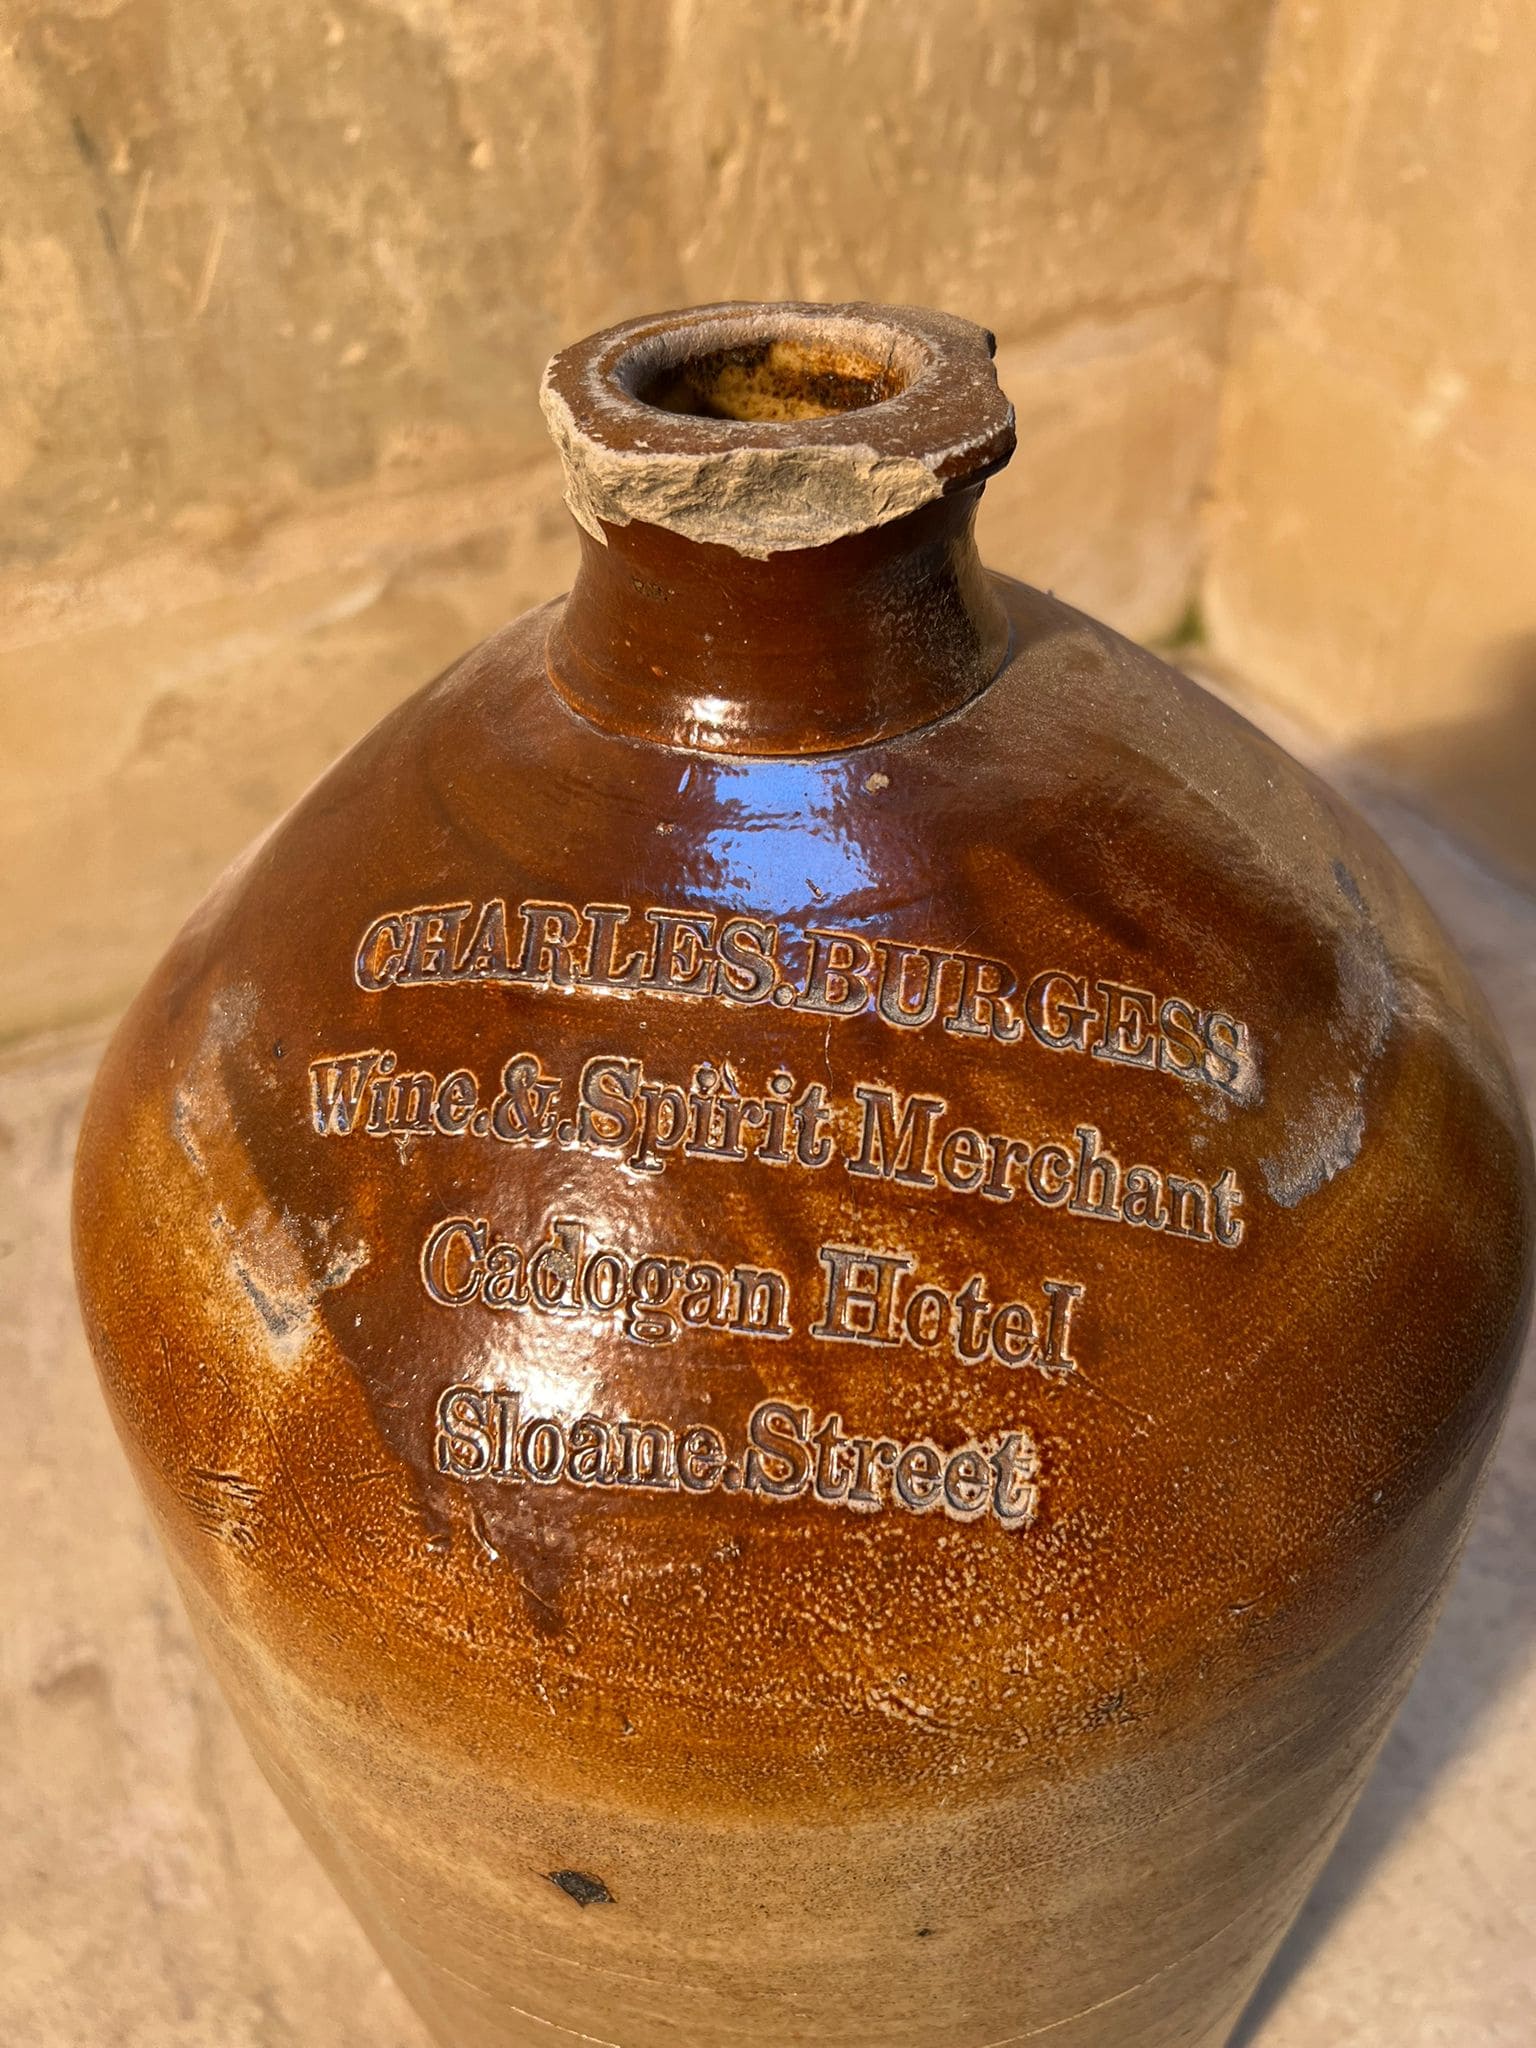 CHARLES.BURGESS
Wine.&.Spirit Merchant
Cadogan Hotel
Sloane.Street